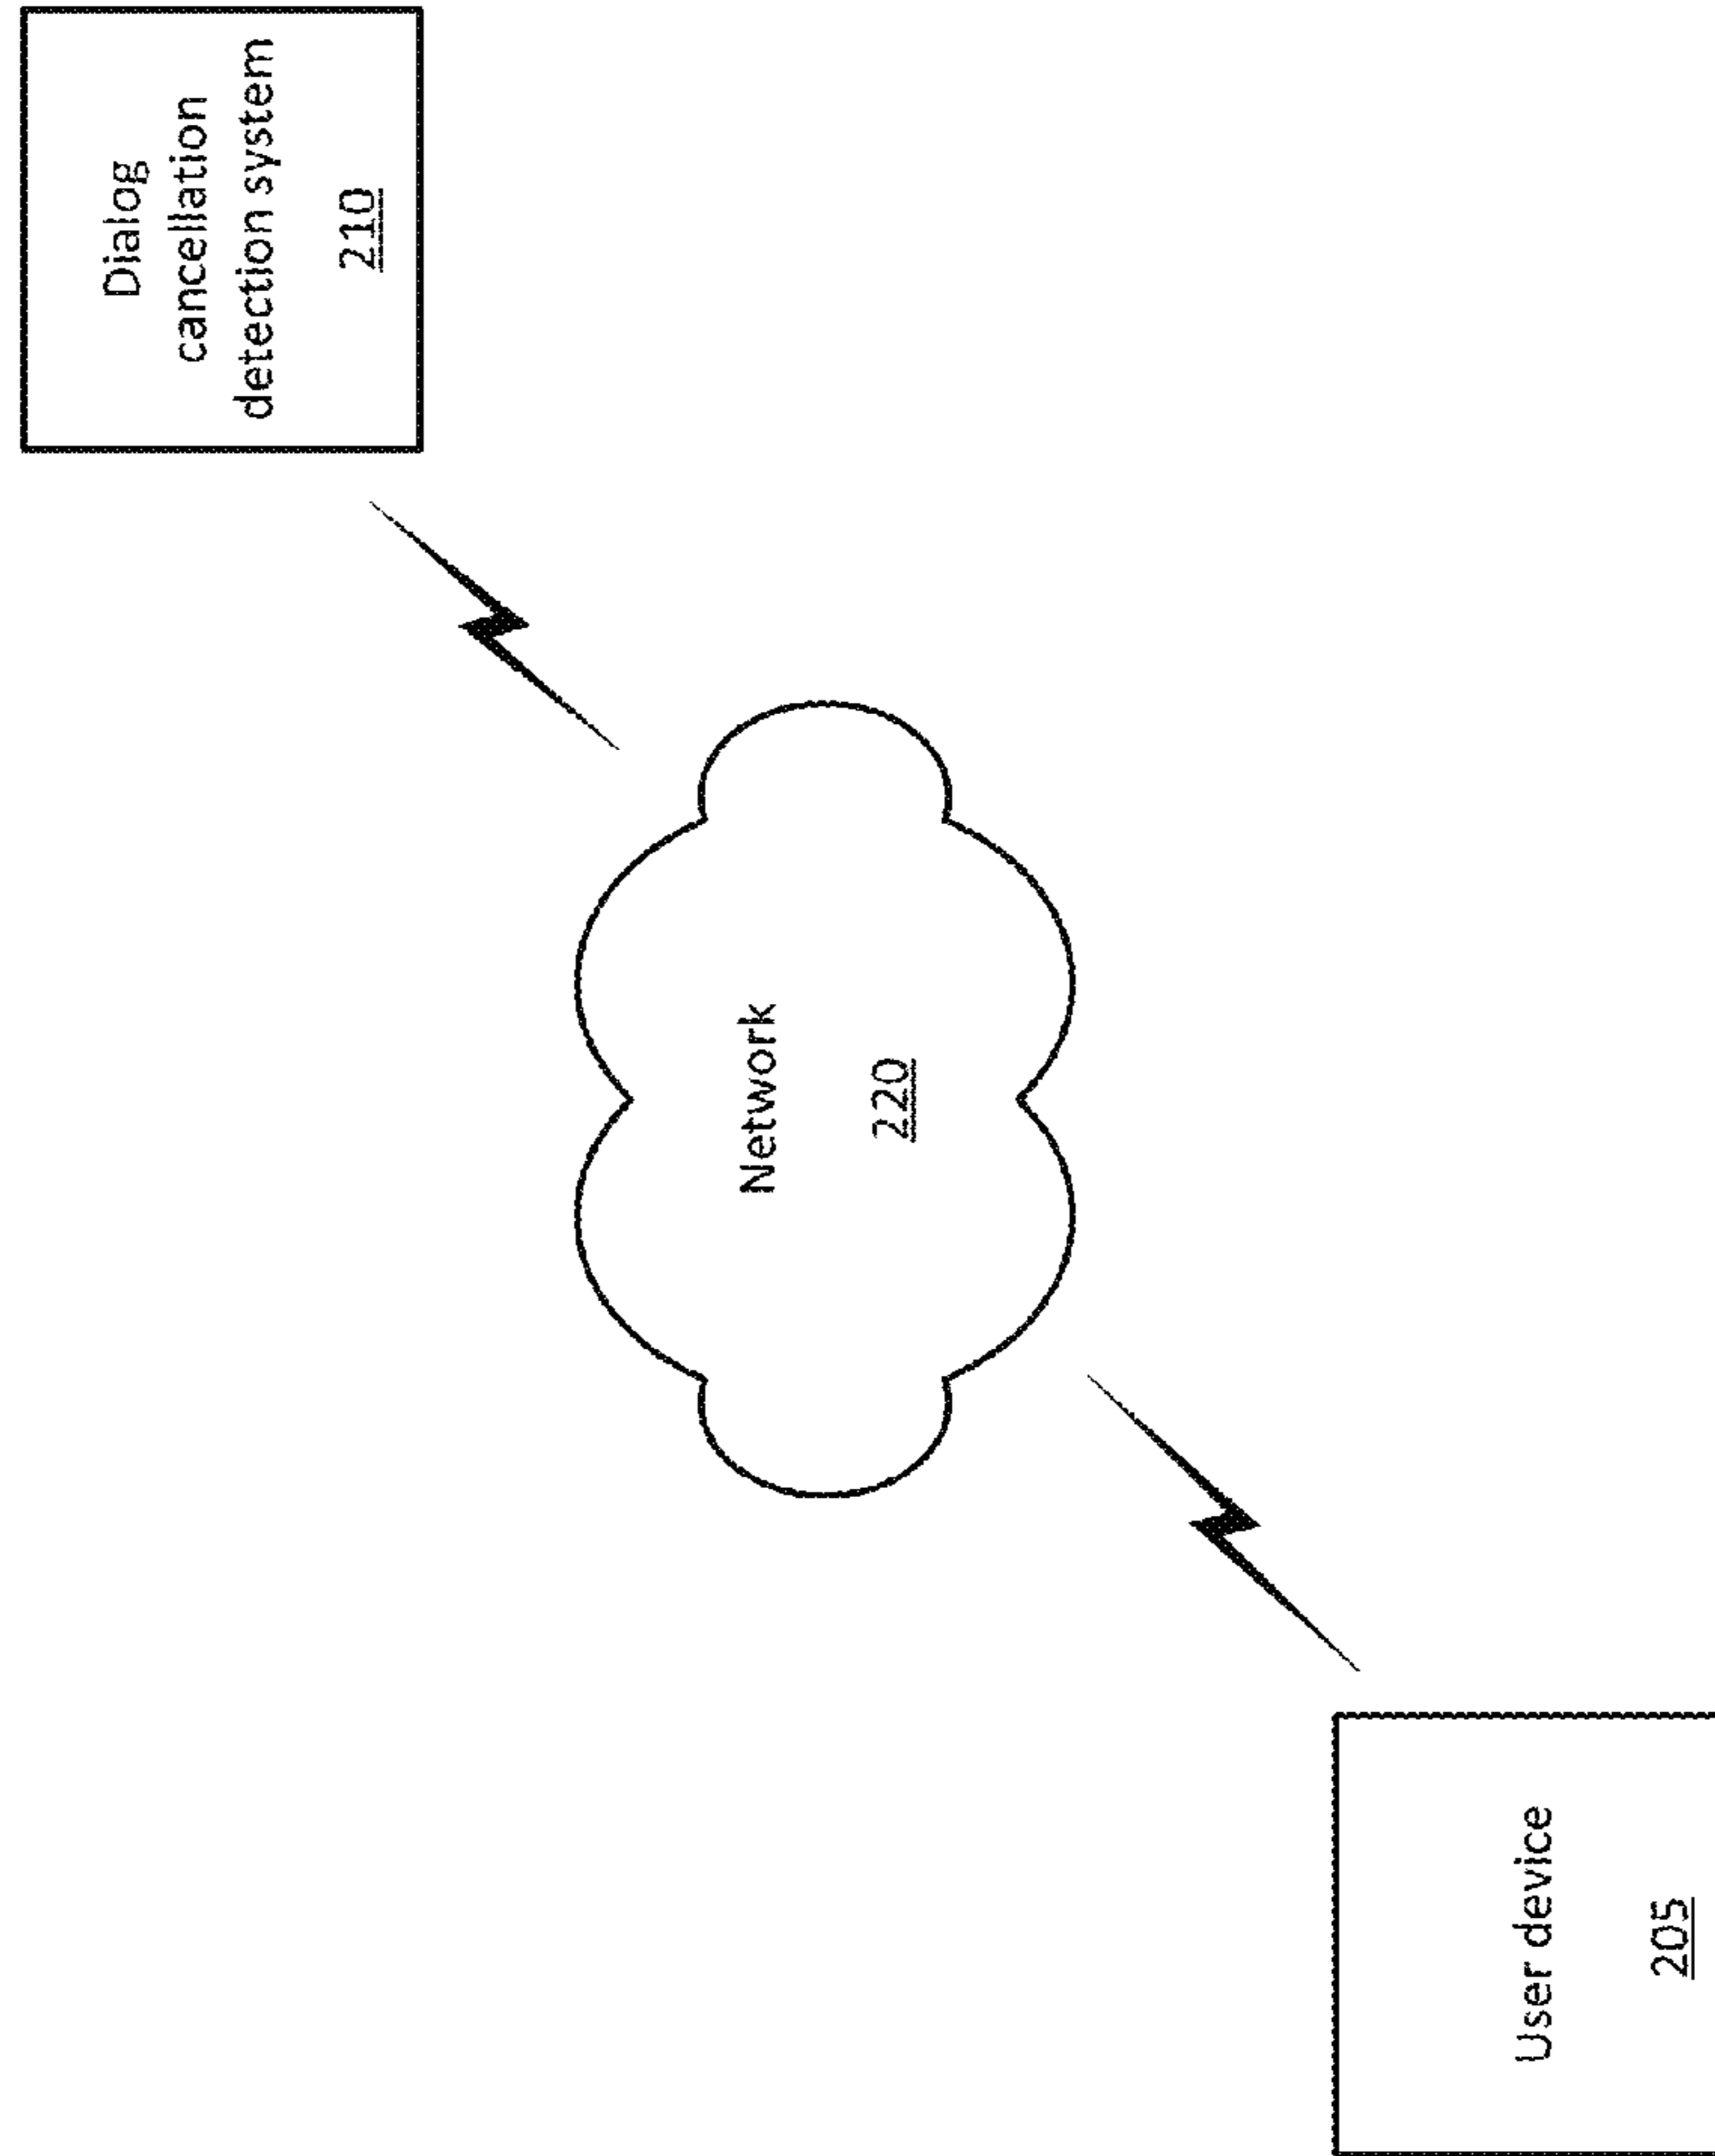 Dialog
cancellation
detection system
210
Network
220
User device
205